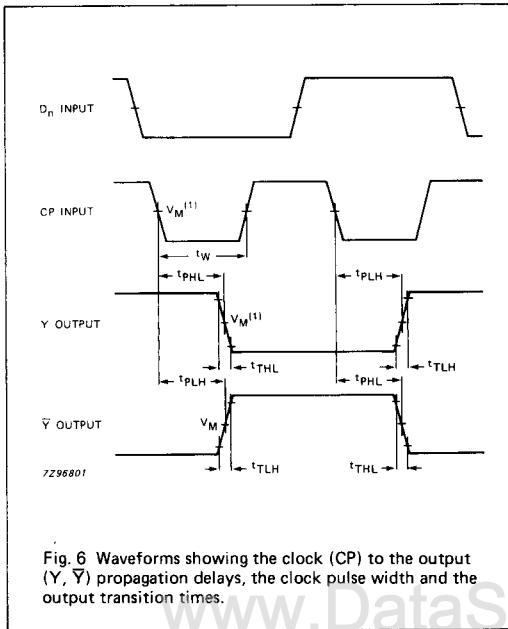 Dn INPUT
CP INPUT
VM(1)
tW
tPHL
tPLH
Y OUTPUT
VM(1)
tTHL
tTLH
tPLH
tPHL
Y̅ OUTPUT
VM
7Z96801
tTLH
tTHL
Fig. 6 Waveforms showing the clock (CP) to the output
(Y, Y̅) propagation delays, the clock pulse width and the
output transition times.
www.DataS